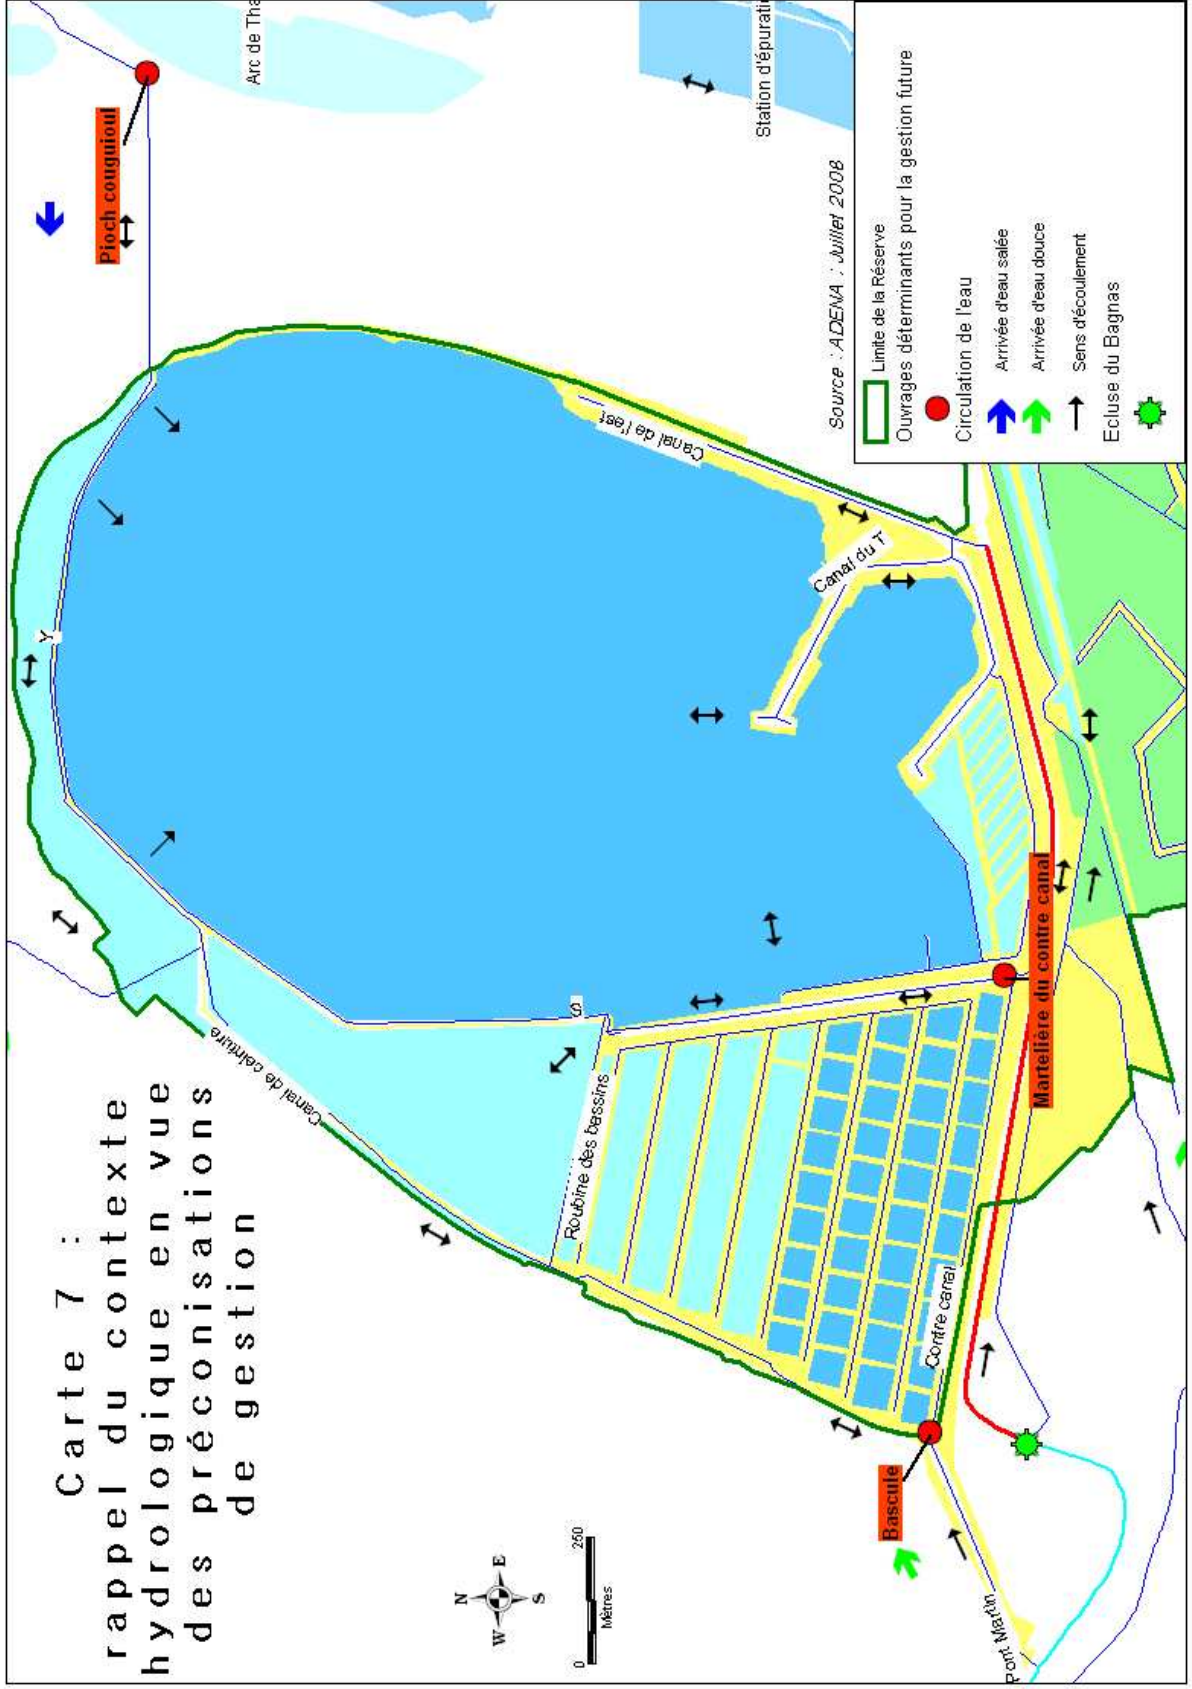 Carte 7 :
rappel du contexte
hydrologique en vue
des préconisations
de gestion
Arc de Tha
Station d'épurati
Pioch couguioul
Y
Canal de ceinture
Canal de l'est
Canal du T
S
Roubine des bassins
Contre canal
Martelière du contre canal
Bascule
Pont Martin
N
W
E
S
0
250
Mètres
Source : ADENA ; Juillet 2008
Limite de la Réserve
Ouvrages déterminants pour la gestion future
Circulation de l'eau
Arrivée d'eau salée
Arrivée d'eau douce
Sens d'écoulement
Ecluse du Bagnas